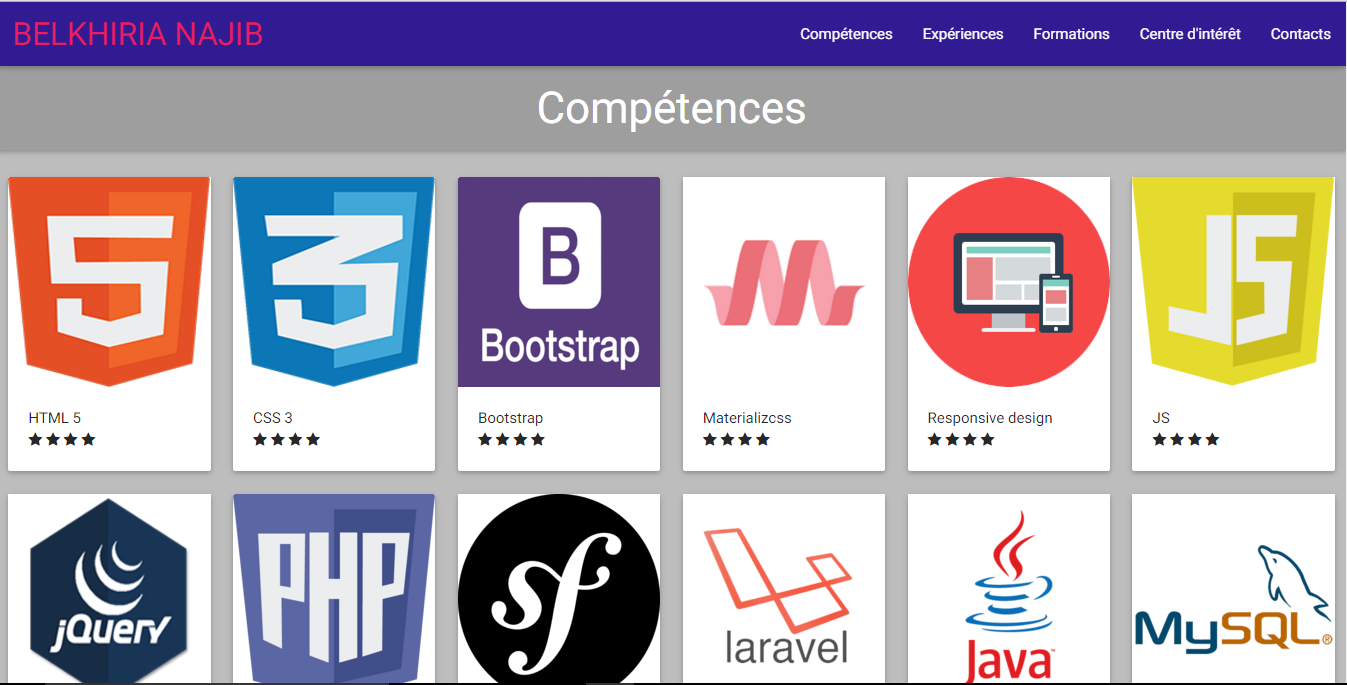 BELKHIRIA NAJIB
Compétences Expériences Formations Centre d'intérêt Contacts
Compétences
5
3
B
Bootstrap
JS
HTML 5
CSS 3
Bootstrap
Materializcss
Responsive design
JS
jQuery
PHP
sf
laravel
Java™
MySQL®